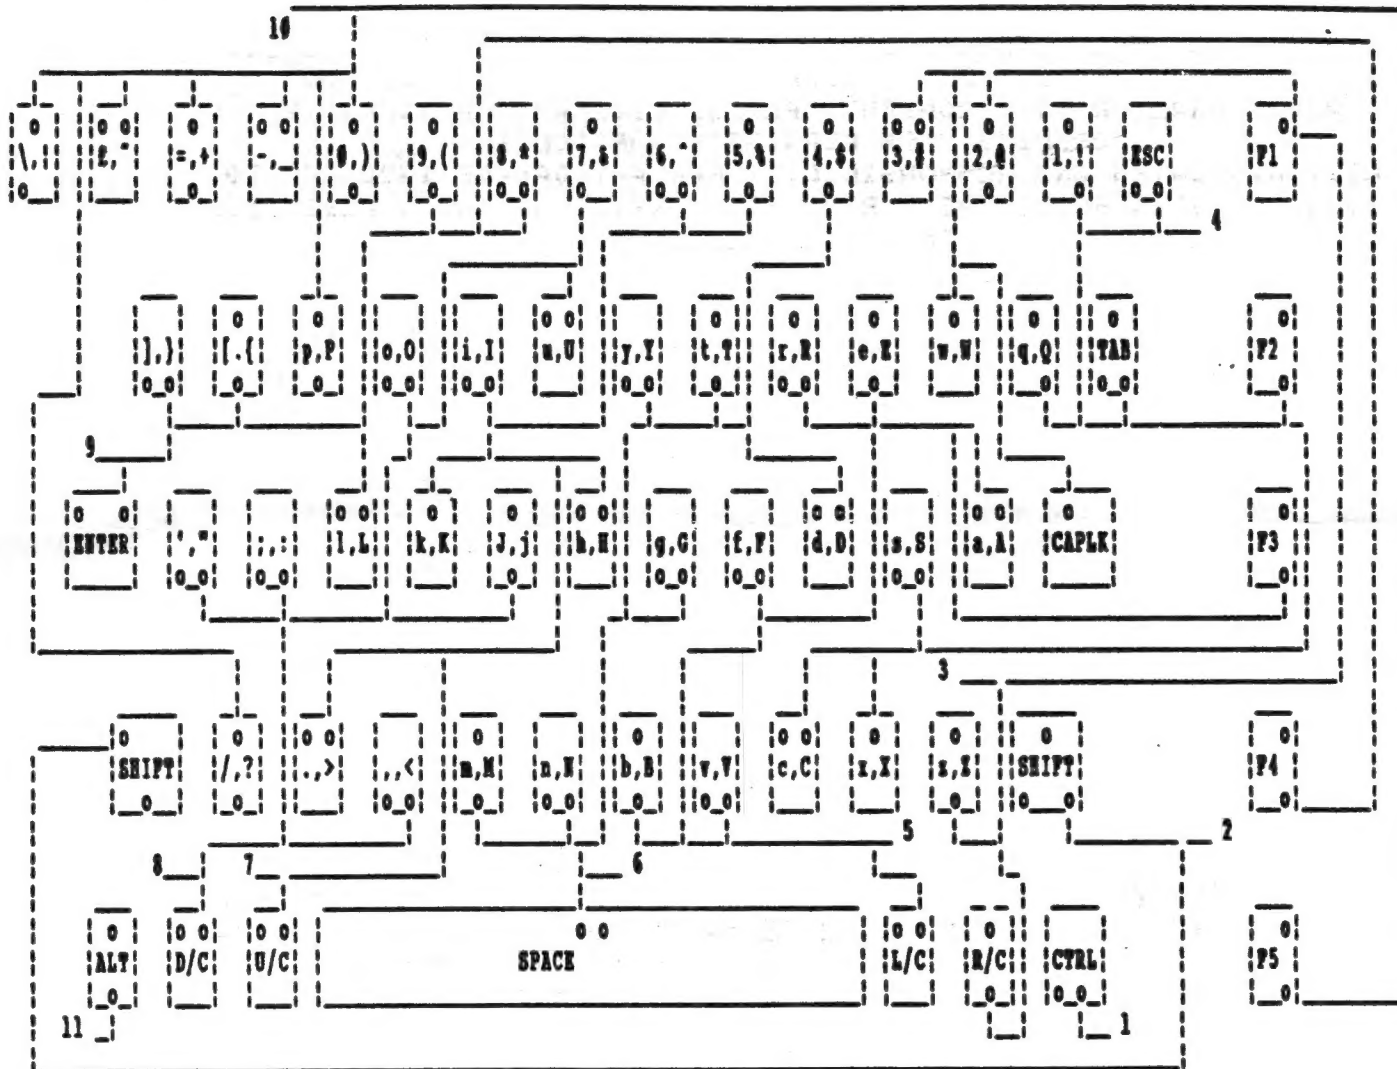 10
\,| £,~ =,+ -,_ 0,) 9,( 8,* 7,& 6,^ 5,% 4,$ 3,# 2,@ 1,! ESC F1
4
],} [.{ p,P o,O i,I u,U y,Y t,T r,R e,E w,W q,Q TAB F2
9
ENTER '," ;,: l,L k,K J,j h,H g,G f,F d,D s,S a,A CAPLK F3
3
SHIFT /,? .,> ,,< m,M n,N b,B v,V c,C x,X z,Z SHIFT F4
5 2
8 7 6
ALT D/C U/C SPACE L/C R/C CTRL F5
11 1